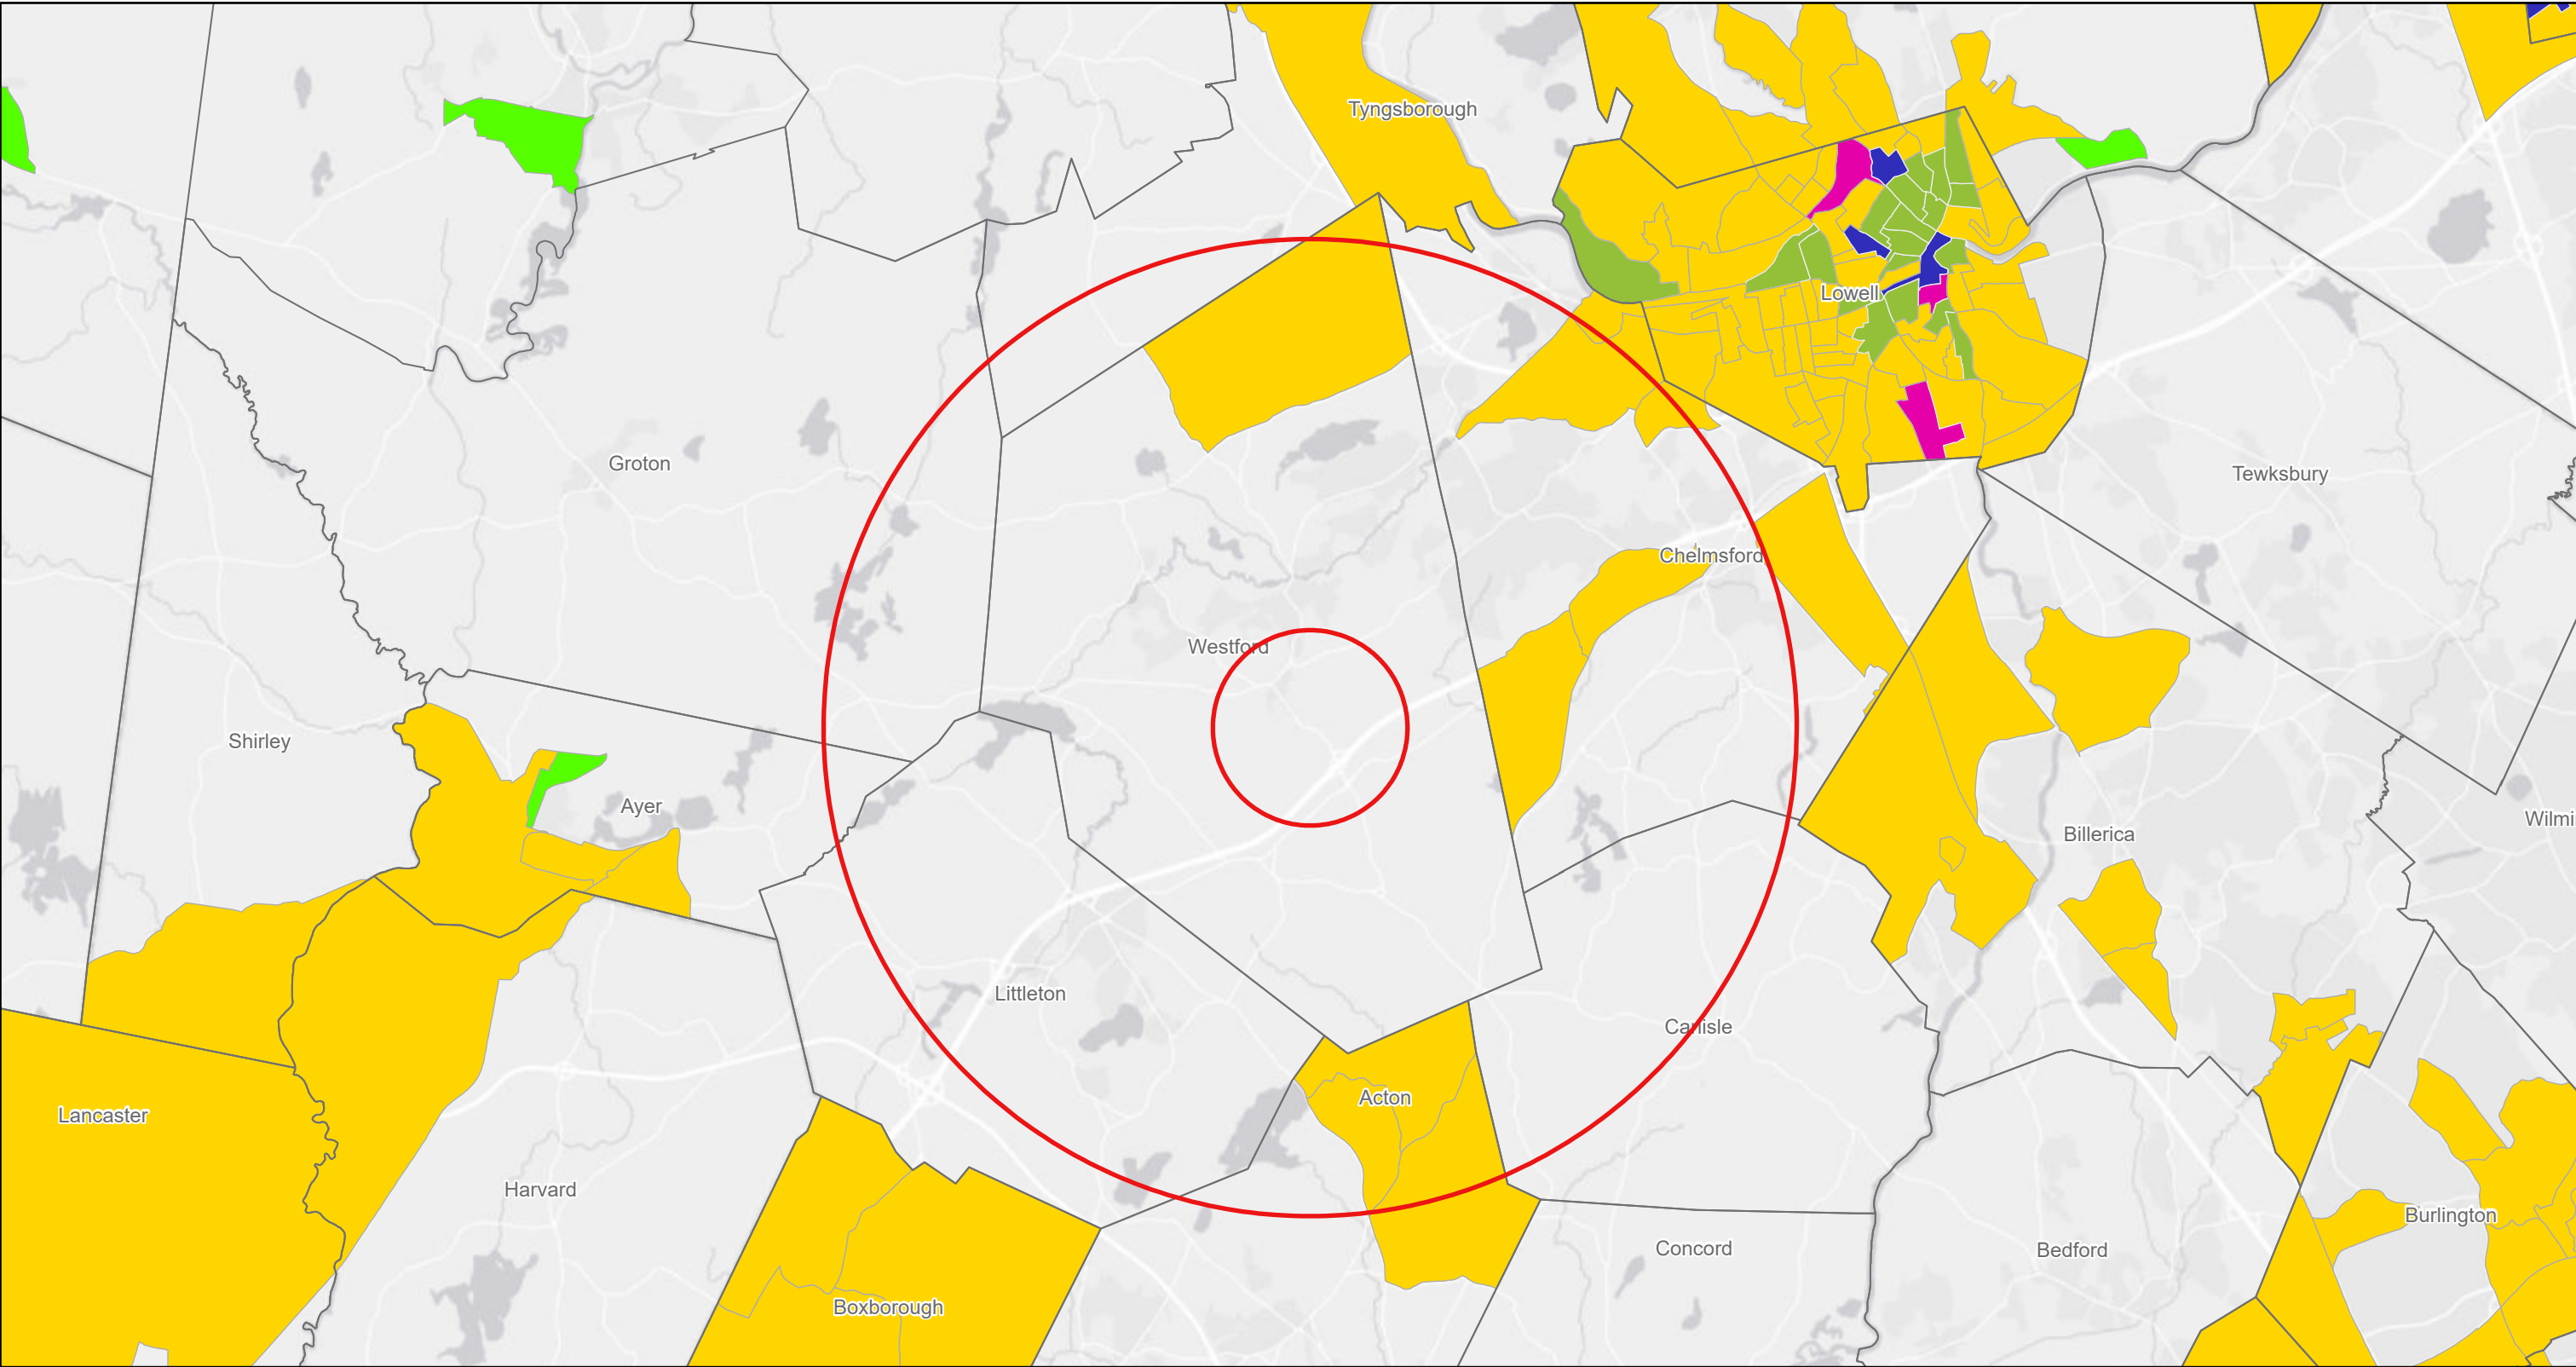 Tyngsborough
Lowell
Groton
Tewksbury
Chelmsford
Westford
Shirley
Ayer
Wilmi
Billerica
Littleton
Carlisle
Acton
Lancaster
Harvard
Burlington
Concord
Bedford
Boxborough